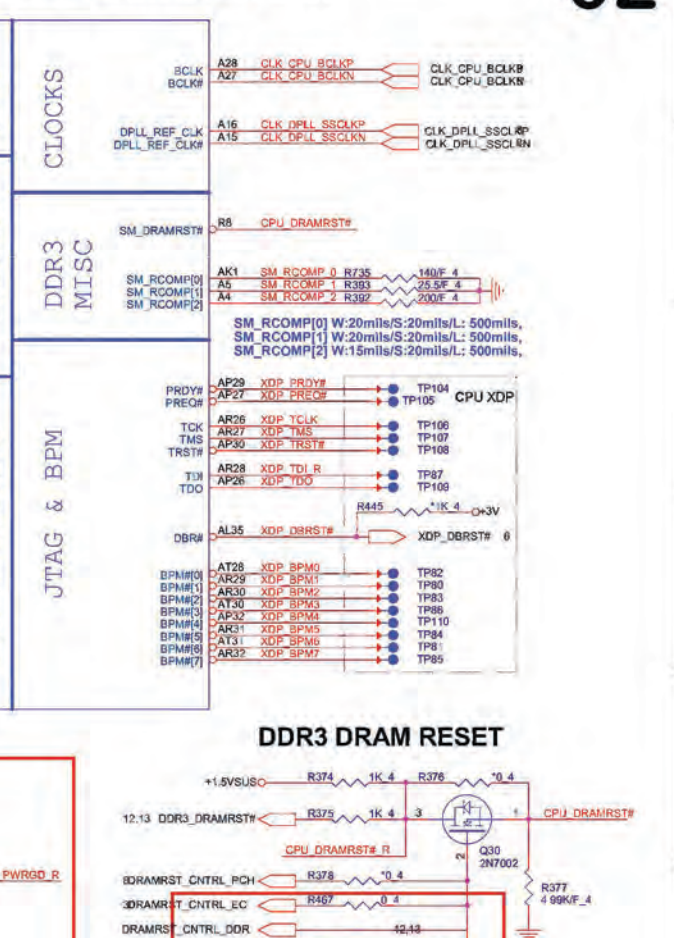 CLOCKS
BCLK A28 CLK_CPU_BCLKP CLK_CPU_BCLKP
BCLK# A27 CLK_CPU_BCLKN CLK_CPU_BCLKN
DPLL_REF_CLK A16 CLK_DPLL_SSCLKP CLK_DPLL_SSCLKP
DPLL_REF_CLK# A15 CLK_DPLL_SSCLKN CLK_DPLL_SSCLKN
DDR3
MISC
SM_DRAMRST# R8 CPU_DRAMRST#
SM_RCOMP[0] AK1 SM_RCOMP_0 R735 140/F_4
SM_RCOMP[1] A5 SM_RCOMP_1 R393 25.5/F_4
SM_RCOMP[2] A4 SM_RCOMP_2 R392 200/F_4
SM_RCOMP[0] W:20mils/S:20mils/L: 500mils,
SM_RCOMP[1] W:20mils/S:20mils/L: 500mils,
SM_RCOMP[2] W:15mils/S:20mils/L: 500mils,
JTAG & BPM
PRDY# AP29 XDP_PRDY# TP104
PREQ# AP27 XDP_PREQ# TP105 CPU XDP
TCK AR26 XDP_TCLK TP106
TMS AR27 XDP_TMS TP107
TRST# AP30 XDP_TRST# TP108
TDI AR28 XDP_TDI_R TP87
TDO AP26 XDP_TDO TP109
R445 *1K_4 +3V
DBR# AL35 XDP_DBRST# XDP_DBRST# 6
BPM#[0] AT28 XDP_BPM0 TP82
BPM#[1] AR29 XDP_BPM1 TP80
BPM#[2] AR30 XDP_BPM2 TP83
BPM#[3] AT30 XDP_BPM3 TP86
BPM#[4] AP32 XDP_BPM4 TP110
BPM#[5] AR31 XDP_BPM5 TP84
BPM#[6] AT31 XDP_BPM6 TP81
BPM#[7] AR32 XDP_BPM7 TP85
DDR3 DRAM RESET
+1.5VSUS R374 1K_4 R376 *0_4
12,13 DDR3_DRAMRST# R375 1K_4 3 1 CPU_DRAMRST#
CPU_DRAMRST#_R
2
Q30
2N7002
PWRGD_R
DRAMRST_CNTRL_PCH R378 *0_4
R377
4.99K/F_4
DRAMRST_CNTRL_EC R467 0_4
DRAMRST_CNTRL_DDR 12,13